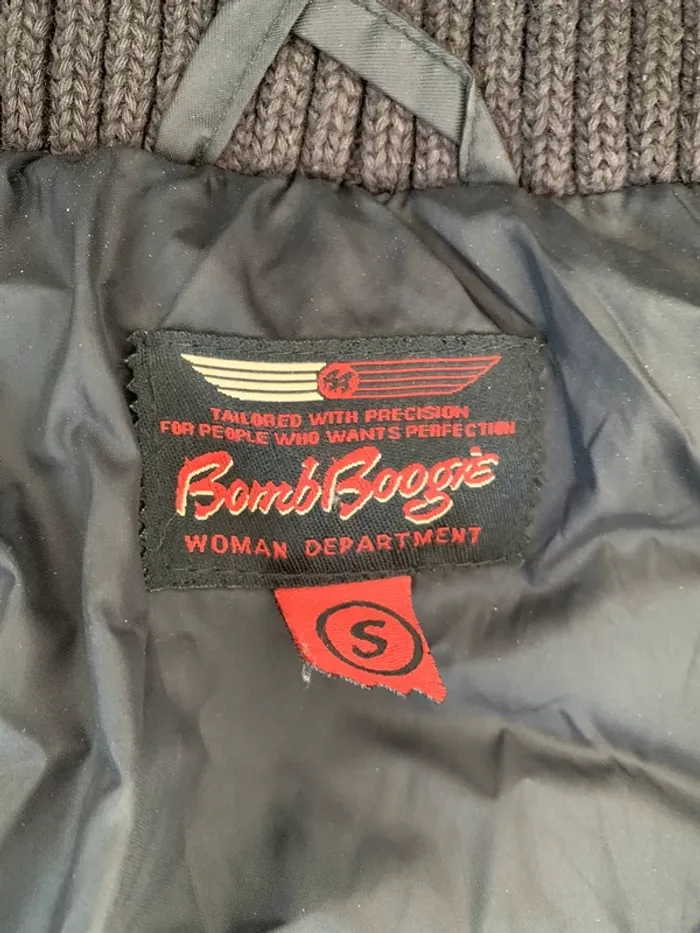 TAILORED WITH PRECISION
FOR PEOPLE WHO WANTS PERFECTION
BombBoogie
WOMAN DEPARTMENT
S